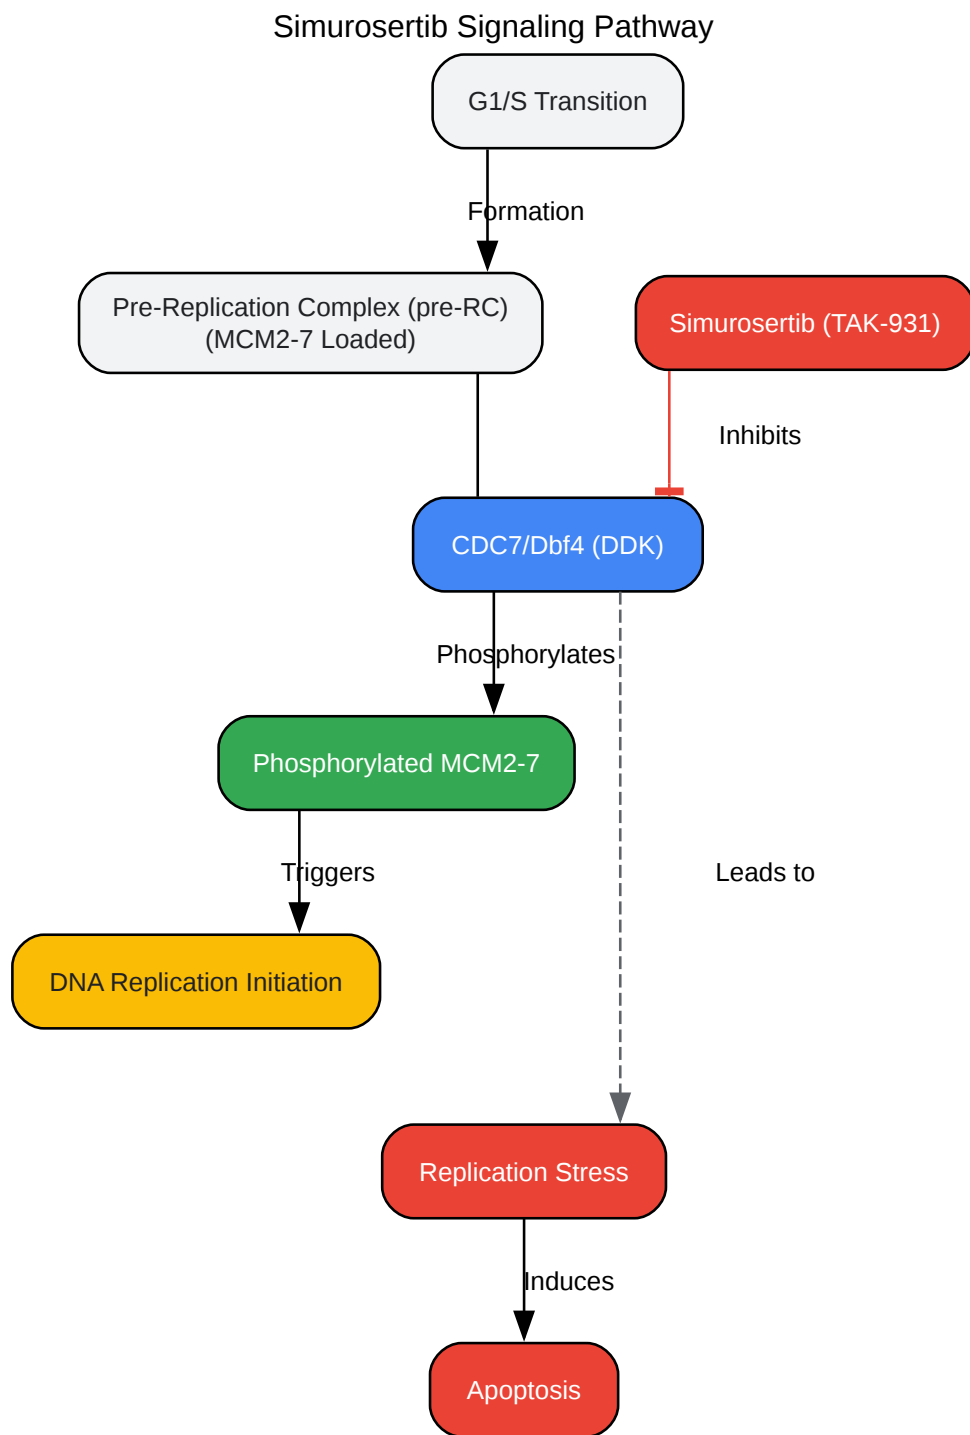 Simurosertib Signaling Pathway
G1/S Transition
Formation
Pre-Replication Complex (pre-RC)
(MCM2-7 Loaded)
Simurosertib (TAK-931)
Inhibits
CDC7/Dbf4 (DDK)
Phosphorylates
Phosphorylated MCM2-7
Triggers
Leads to
DNA Replication Initiation
Replication Stress
Induces
Apoptosis